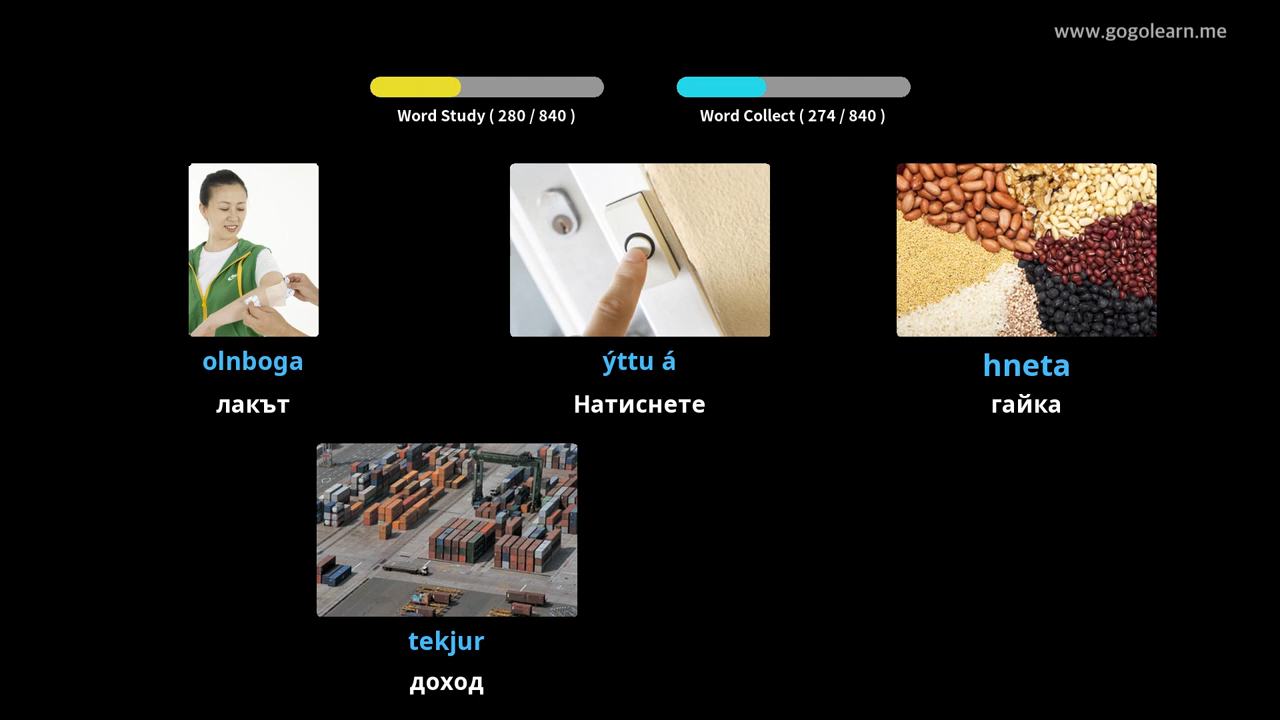 www.gogolearn.me
Word Study ( 280 / 840 )
Word Collect ( 274 / 840 )
olnboga
ýttu á
hneta
лакът
Натиснете
гайка
tekjur
доход